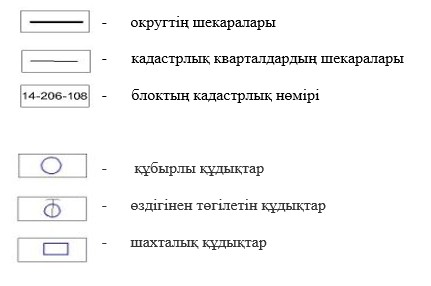 - округтің шекаралары
- кадастрлық кварталдардың шекаралары
14-206-108 - блоктың кадастрлық нөмірі
- құбырлы құдықтар
- өздігінен төгілетін құдықтар
- шахталық құдықтар